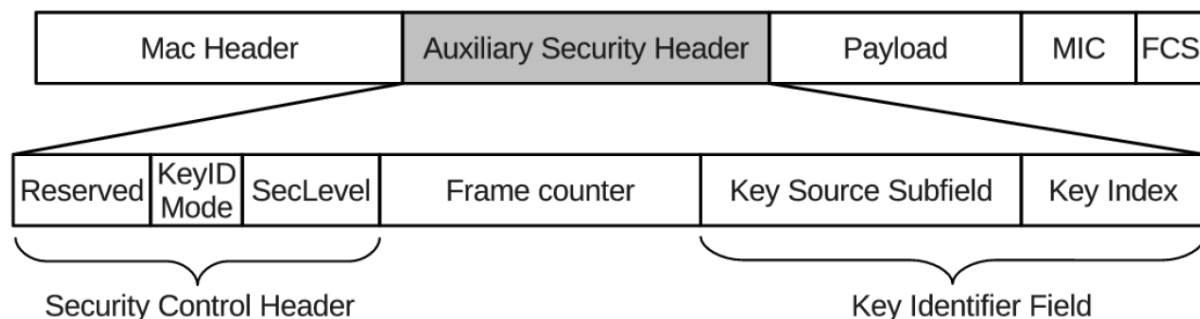 Mac Header Auxiliary Security Header Payload MIC FCS
Reserved KeyID Mode SecLevel Frame counter Key Source Subfield Key Index
Security Control Header Key Identifier Field